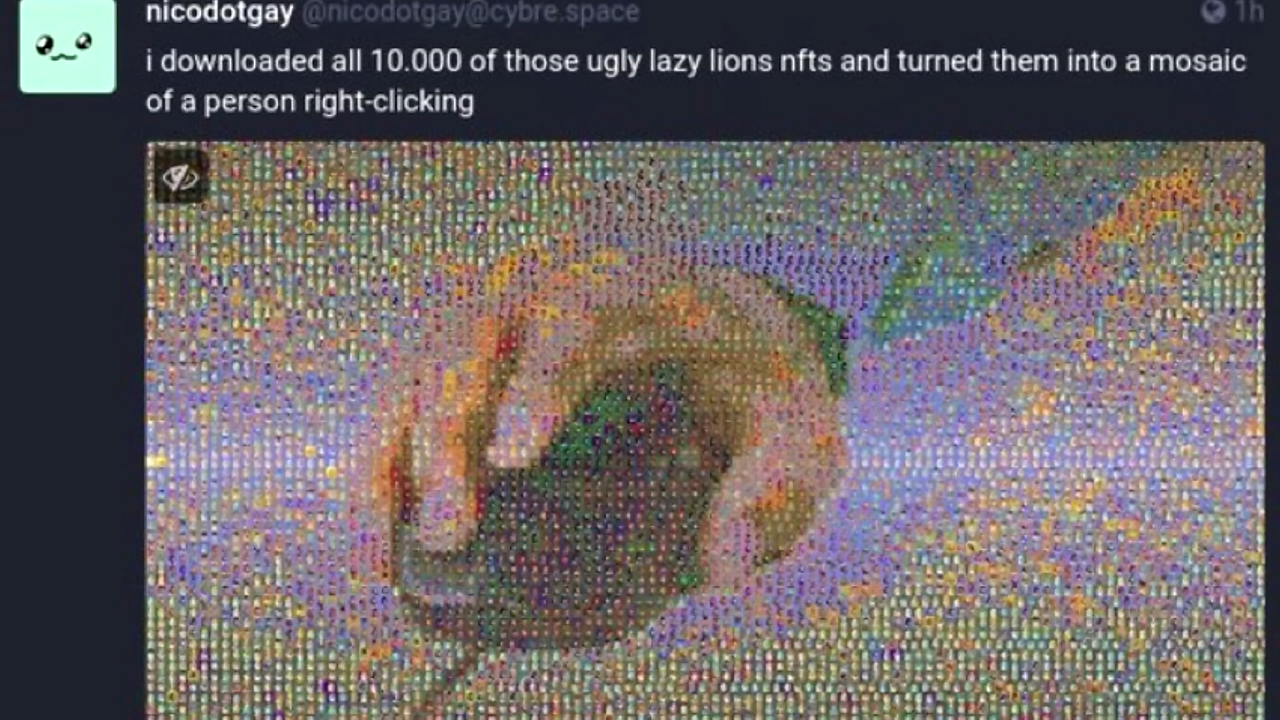 nicodotgay @nicodotgay@cybre.space 1h
i downloaded all 10.000 of those ugly lazy lions nfts and turned them into a mosaic
of a person right-clicking